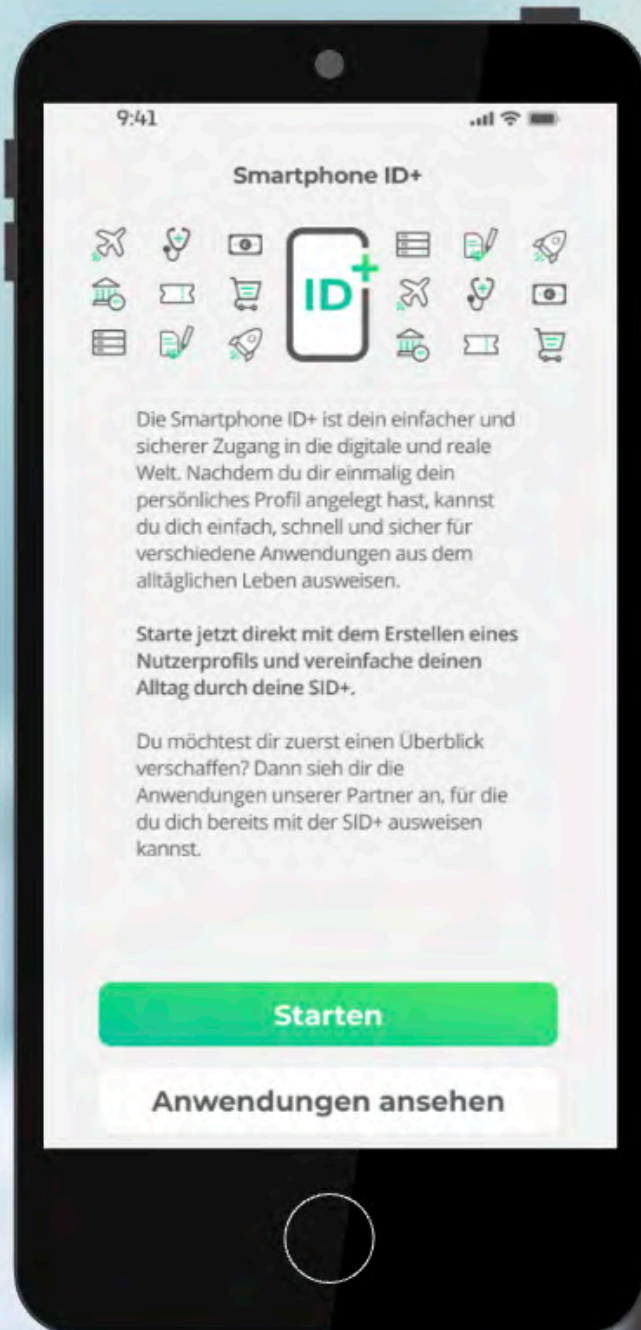 9:41
Smartphone ID+
ID+
Die Smartphone ID+ ist dein einfacher und
sicherer Zugang in die digitale und reale
Welt. Nachdem du dir einmalig dein
persönliches Profil angelegt hast, kannst
du dich einfach, schnell und sicher für
verschiedene Anwendungen aus dem
alltäglichen Leben ausweisen.
Starte jetzt direkt mit dem Erstellen eines
Nutzerprofils und vereinfache deinen
Alltag durch deine SID+.
Du möchtest dir zuerst einen Überblick
verschaffen? Dann sieh dir die
Anwendungen unserer Partner an, für die
du dich bereits mit der SID+ ausweisen
kannst.
Starten
Anwendungen ansehen